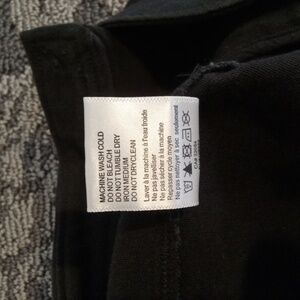 MACHINE WASH COLD
DO NOT BLEACH
DO NOT TUMBLE DRY
IRON MEDIUM
DO NOT DRYCLEAN
Laver à la machine à l'eau froide
Ne pas javelliser
Ne pas sécher à la machine
Repasser cycle moyen
Ne pas nettoyer à sec
seulement